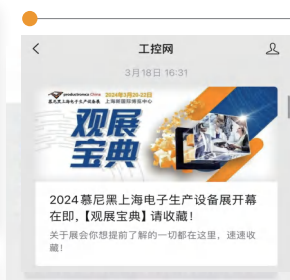 工控网
3月18日 16:31
productronica China 2024年3月20-22日
慕尼黑上海电子生产设备展 上海新国际博览中心
观展
宝典
2024慕尼黑上海电子生产设备展开幕
在即，【观展宝典】请收藏！
关于展会你想提前了解的一切都在这里，速速收
藏！